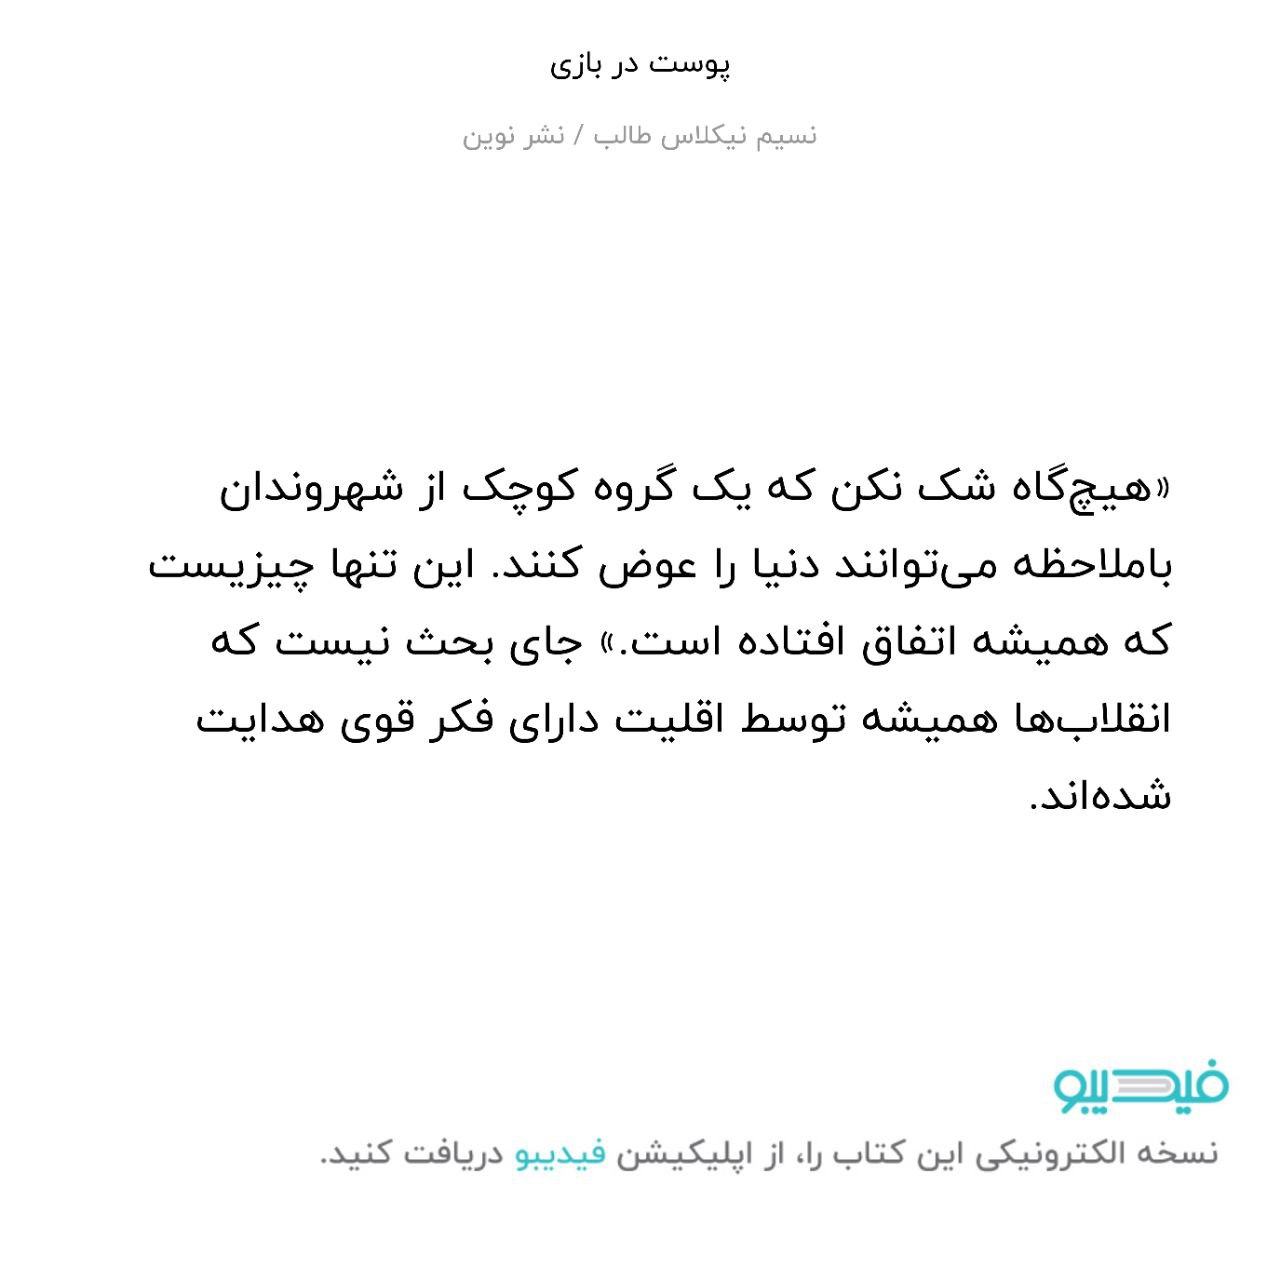 پوست در بازی
نسیم نیکلاس طالب / نشر نوین
«هیچ‌گاه شک نکن که یک گروه کوچک از شهروندان
باملاحظه می‌توانند دنیا را عوض کنند. این تنها چیزیست
که همیشه اتفاق افتاده است.» جای بحث نیست که
انقلاب‌ها همیشه توسط اقلیت دارای فکر قوی هدایت
شده‌اند.
فیدیبو
نسخه الکترونیکی این کتاب را، از اپلیکیشن فیدیبو دریافت کنید.